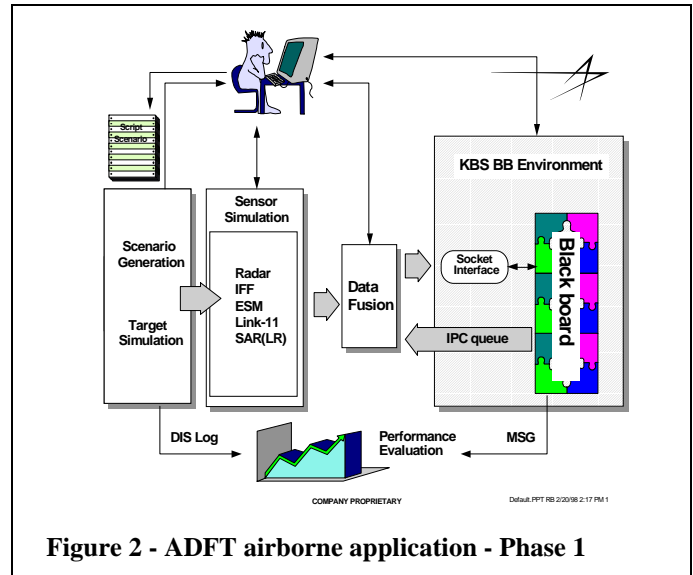 Script
Scenario
KBS BB Environment
Sensor
Simulation
Scenario
Generation
Target
Simulation
Radar
IFF
ESM
Link-11
SAR(LR)
Data
Fusion
Socket
Interface
Black board
IPC queue
DIS Log
Performance
Evaluation
MSG
COMPANY PROPRIETARY
Default.PPT RB 2/20/98 2:17 PM 1
Figure 2 - ADFT airborne application - Phase 1